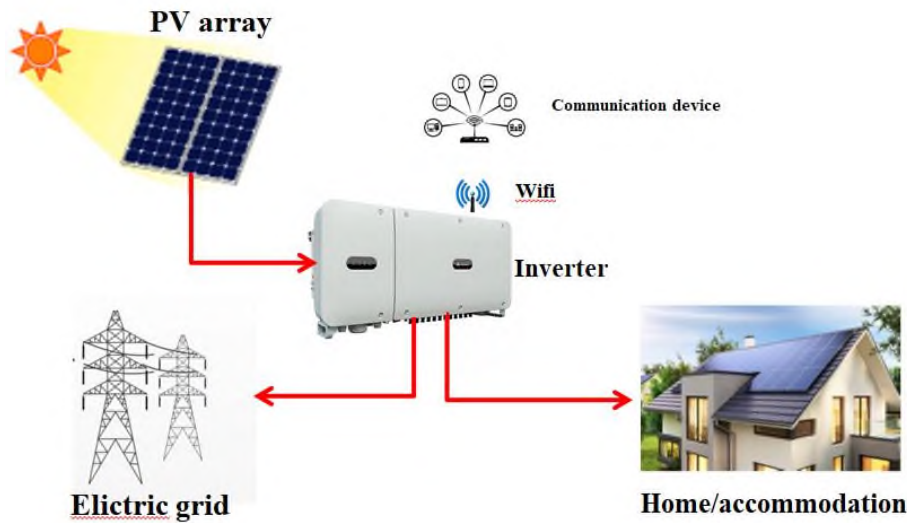 PV array
Communication device
Wifi
Inverter
Elictric grid
Home/accommodation